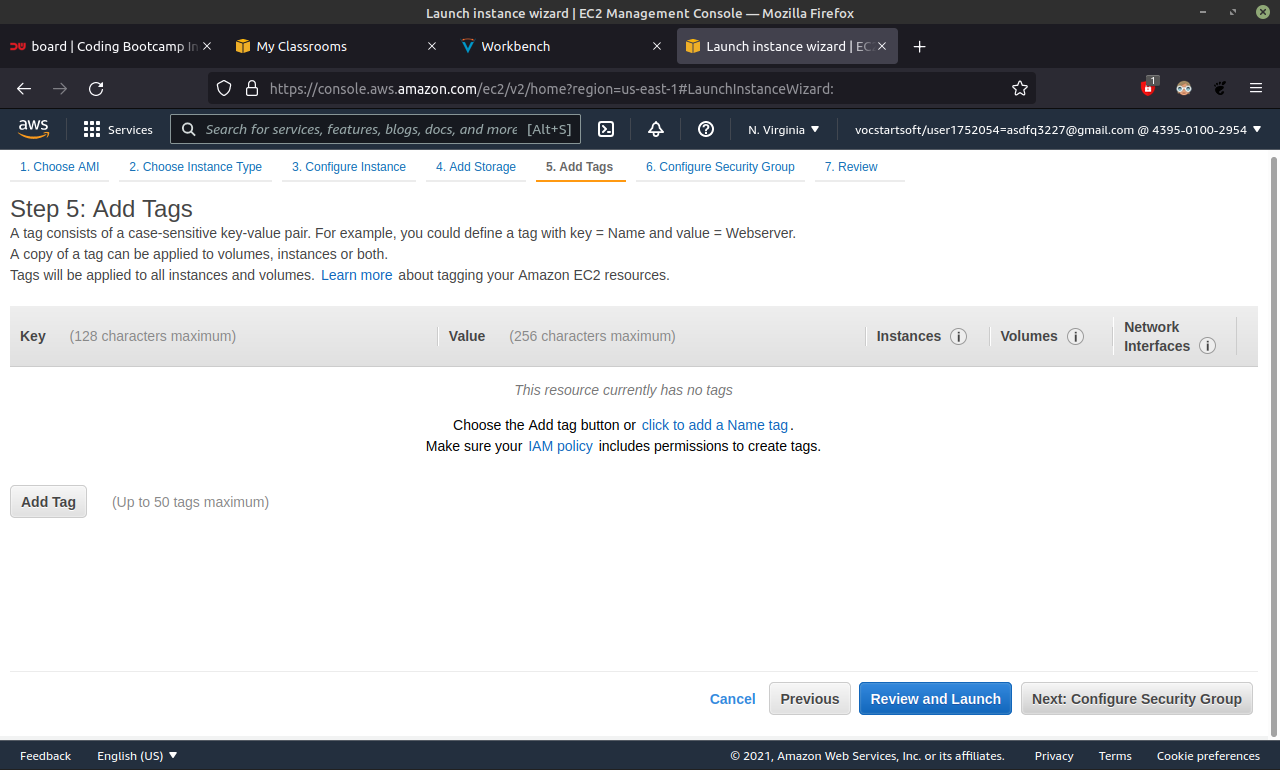 Launch instance wizard | EC2 Management Console — Mozilla Firefox
board | Coding Bootcamp In
My Classrooms
Workbench
Launch instance wizard | EC
https://console.aws.amazon.com/ec2/v2/home?region=us-east-1#LaunchInstanceWizard:
1
aws
Services
Search for services, features, blogs, docs, and more
[Alt+S]
N. Virginia
vocstartsoft/user1752054=asdfq3227@gmail.com @ 4395-0100-2954
1. Choose AMI
2. Choose Instance Type
3. Configure Instance
4. Add Storage
5. Add Tags
6. Configure Security Group
7. Review
Step 5: Add Tags
A tag consists of a case-sensitive key-value pair. For example, you could define a tag with key = Name and value = Webserver.
A copy of a tag can be applied to volumes, instances or both.
Tags will be applied to all instances and volumes. Learn more about tagging your Amazon EC2 resources.
Key (128 characters maximum)
Value (256 characters maximum)
Instances
Volumes
Network
Interfaces
This resource currently has no tags
Choose the Add tag button or click to add a Name tag.
Make sure your IAM policy includes permissions to create tags.
Add Tag
(Up to 50 tags maximum)
Cancel
Previous
Review and Launch
Next: Configure Security Group
Feedback
English (US)
© 2021, Amazon Web Services, Inc. or its affiliates.
Privacy
Terms
Cookie preferences